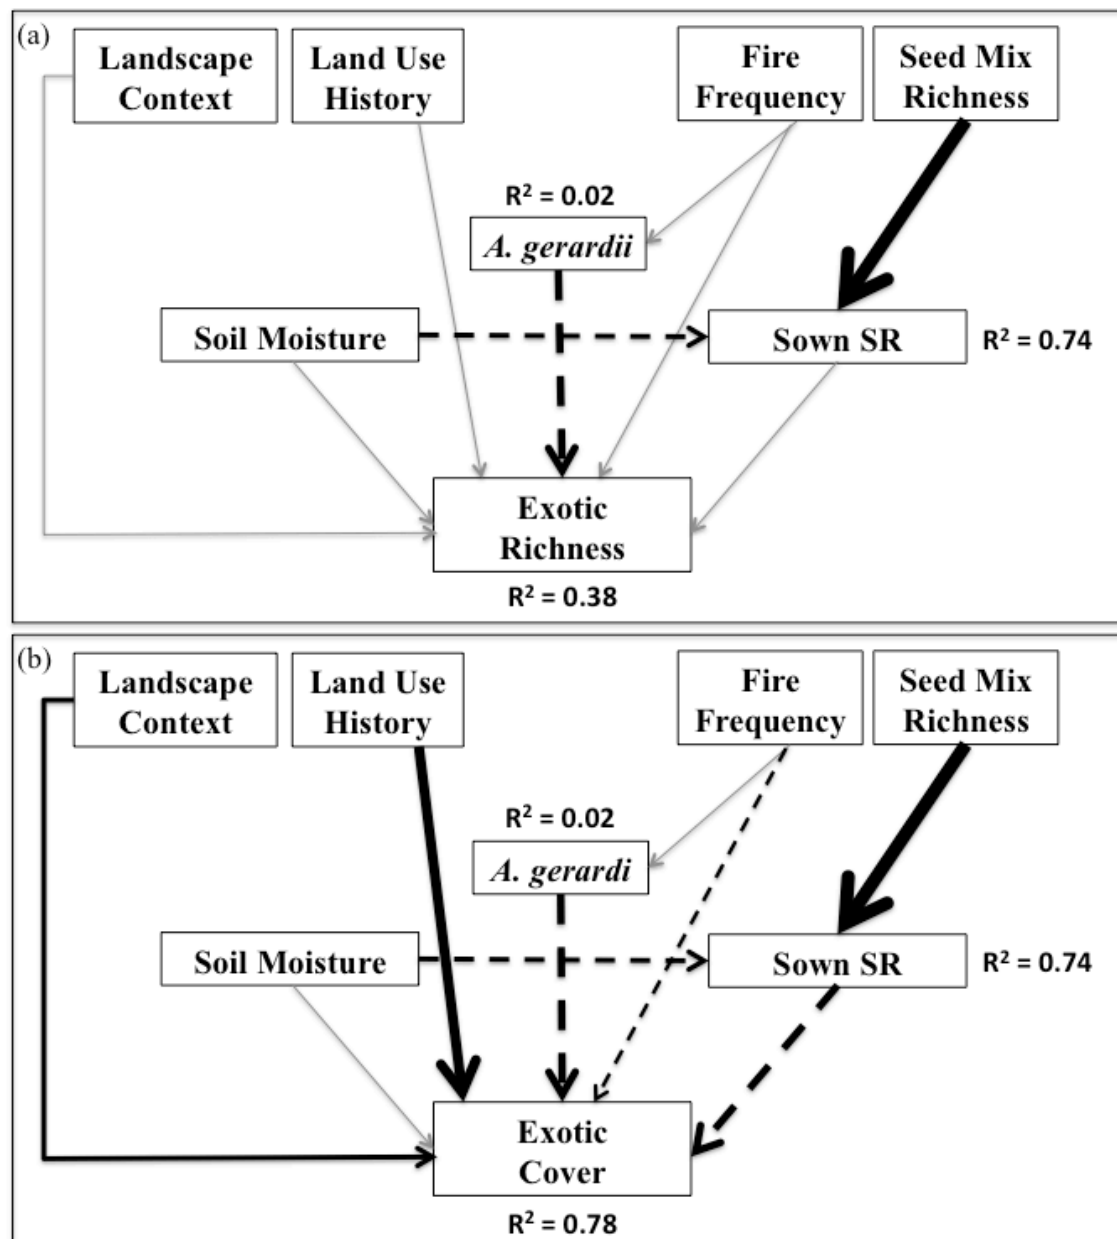 (a)
Landscape
Context
Land Use
History
Fire
Frequency
Seed Mix
Richness
R² = 0.02
A. gerardii
Soil Moisture
Sown SR
R² = 0.74
Exotic
Richness
R² = 0.38
(b)
Landscape
Context
Land Use
History
Fire
Frequency
Seed Mix
Richness
R² = 0.02
A. gerardi
Soil Moisture
Sown SR
R² = 0.74
Exotic
Cover
R² = 0.78